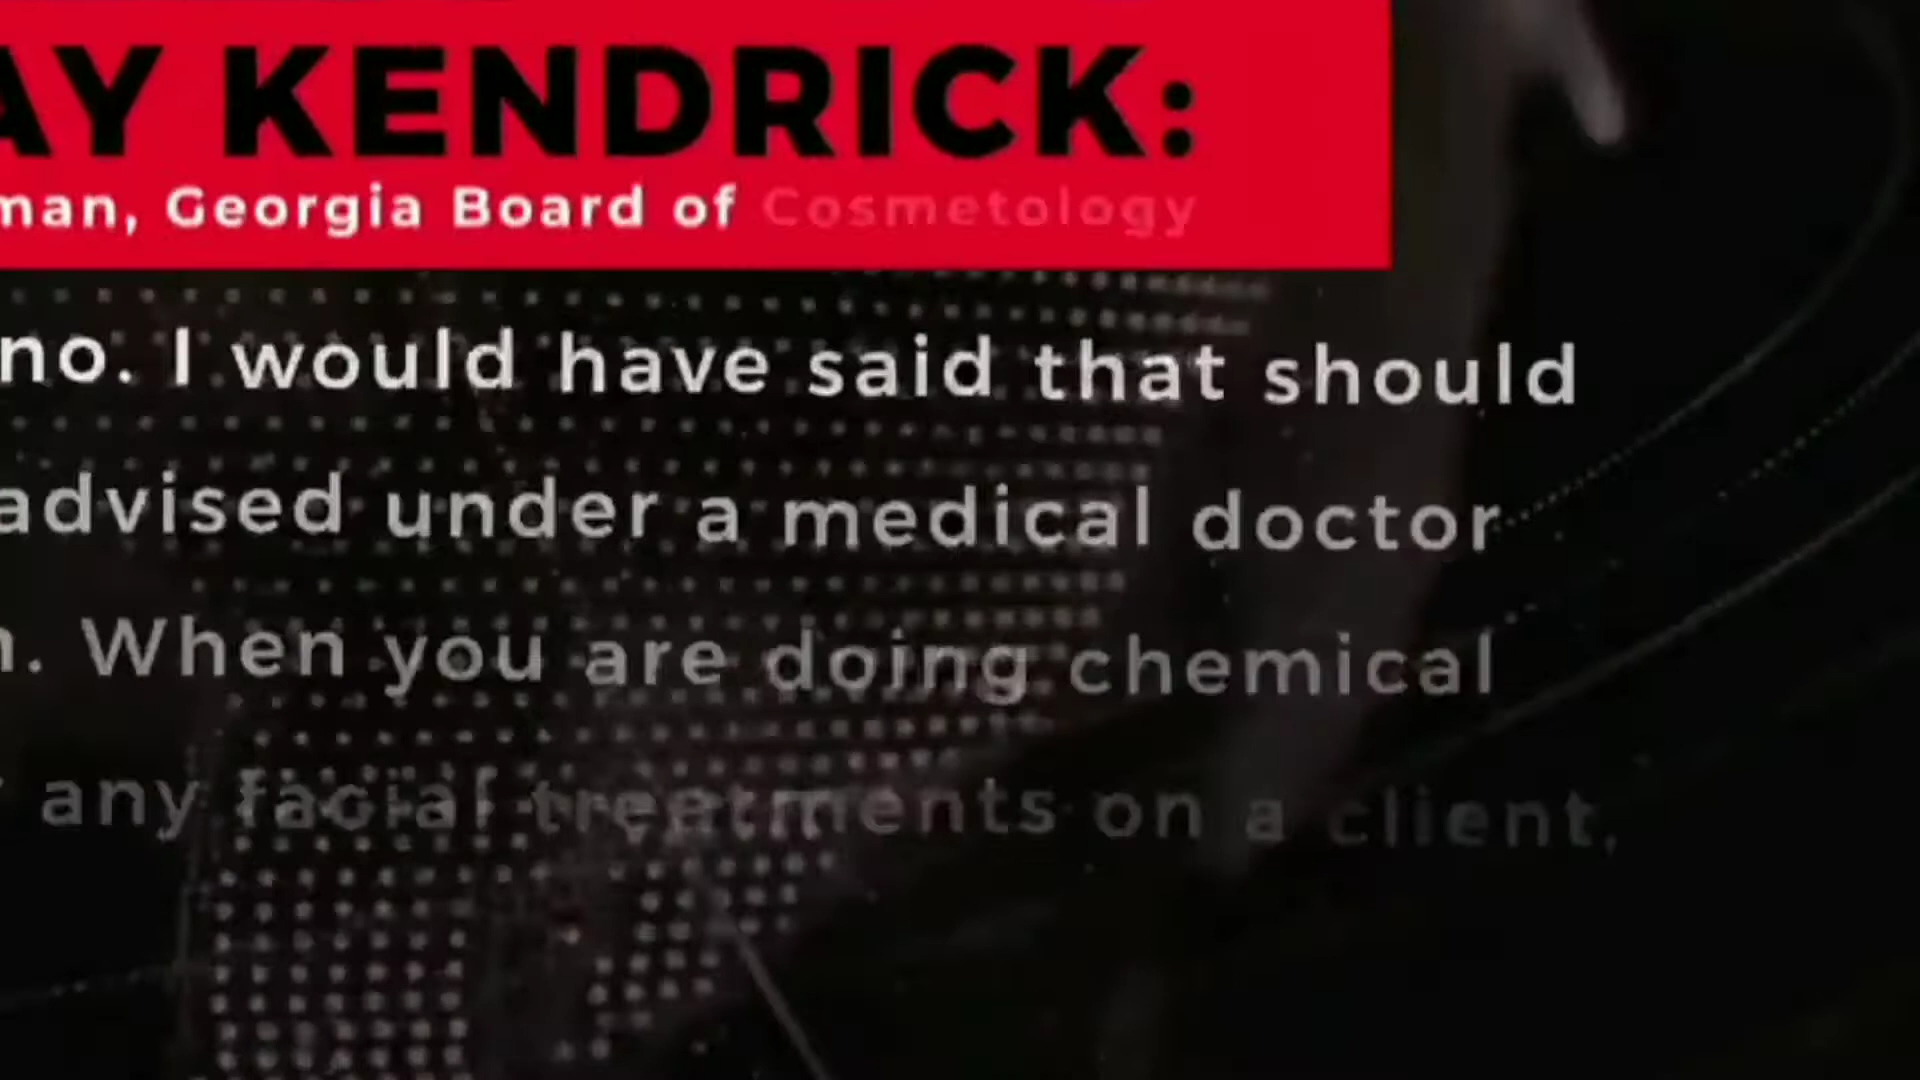 AY KENDRICK:
man, Georgia Board of Cosmetology
no. I would have said that should
advised under a medical doctor
n. When you are doing chemical
any facial treatments on a client,